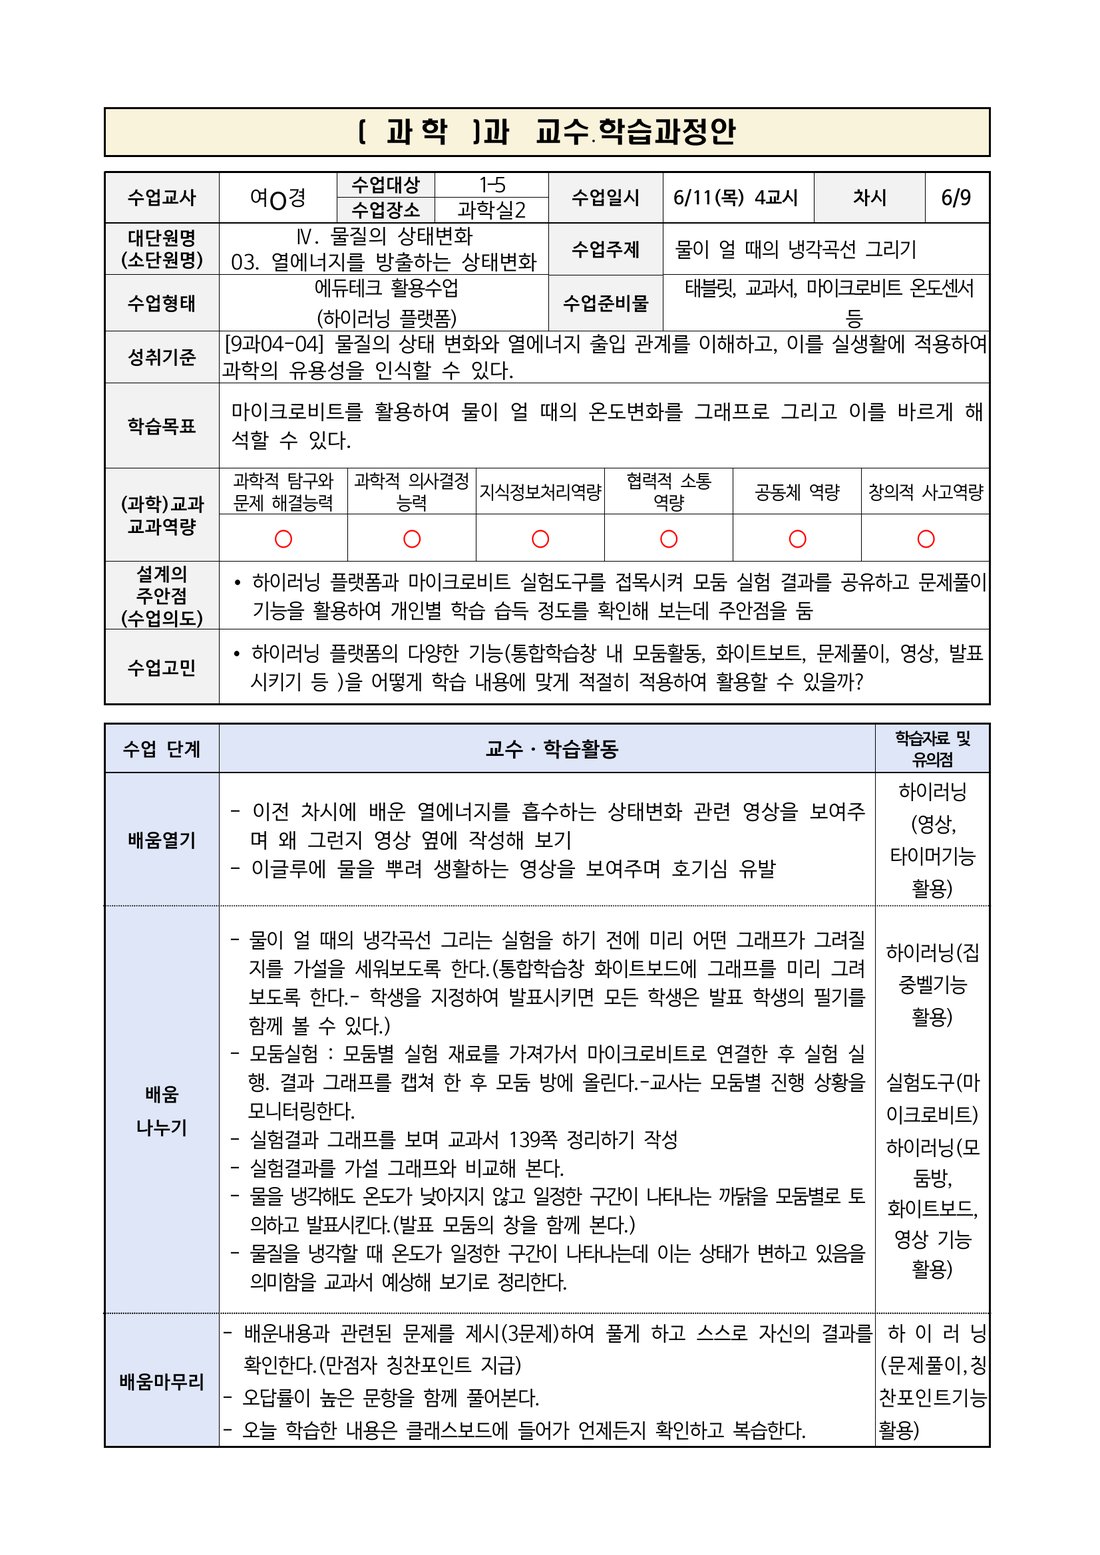 [ 과 학 ]과 교수.학습과정안
수업교사 여O경 수업대상 1-5 수업일시 6/11(목) 4교시 차시 6/9
수업장소 과학실2
대단원명
(소단원명)
Ⅳ. 물질의 상태변화
03. 열에너지를 방출하는 상태변화
수업주제 물이 얼 때의 냉각곡선 그리기
수업형태
에듀테크 활용수업
(하이러닝 플랫폼)
수업준비물
태블릿, 교과서, 마이크로비트 온도센서
등
성취기준
[9과04-04] 물질의 상태 변화와 열에너지 출입 관계를 이해하고, 이를 실생활에 적용하여
과학의 유용성을 인식할 수 있다.
학습목표
마이크로비트를 활용하여 물이 얼 때의 온도변화를 그래프로 그리고 이를 바르게 해
석할 수 있다.
(과학)교과
교과역량
과학적 탐구와
문제 해결능력
과학적 의사결정
능력
지식정보처리역량
협력적 소통
역량
공동체 역량
창의적 사고역량
○ ○ ○ ○ ○ ○
설계의
주안점
(수업의도)
• 하이러닝 플랫폼과 마이크로비트 실험도구를 접목시켜 모둠 실험 결과를 공유하고 문제풀이
기능을 활용하여 개인별 학습 습득 정도를 확인해 보는데 주안점을 둠
수업고민
• 하이러닝 플랫폼의 다양한 기능(통합학습창 내 모둠활동, 화이트보트, 문제풀이, 영상, 발표
시키기 등 )을 어떻게 학습 내용에 맞게 적절히 적용하여 활용할 수 있을까?
수업 단계 교수 · 학습활동
학습자료 및
유의점
배움열기
- 이전 차시에 배운 열에너지를 흡수하는 상태변화 관련 영상을 보여주
며 왜 그런지 영상 옆에 작성해 보기
- 이글루에 물을 뿌려 생활하는 영상을 보여주며 호기심 유발
하이러닝
(영상,
타이머기능
활용)
배움
나누기
- 물이 얼 때의 냉각곡선 그리는 실험을 하기 전에 미리 어떤 그래프가 그려질
지를 가설을 세워보도록 한다.(통합학습창 화이트보드에 그래프를 미리 그려
보도록 한다.- 학생을 지정하여 발표시키면 모든 학생은 발표 학생의 필기를
함께 볼 수 있다.)
- 모둠실험 : 모둠별 실험 재료를 가져가서 마이크로비트로 연결한 후 실험 실
행. 결과 그래프를 캡쳐 한 후 모둠 방에 올린다.-교사는 모둠별 진행 상황을
모니터링한다.
- 실험결과 그래프를 보며 교과서 139쪽 정리하기 작성
- 실험결과를 가설 그래프와 비교해 본다.
- 물을 냉각해도 온도가 낮아지지 않고 일정한 구간이 나타나는 까닭을 모둠별로 토
의하고 발표시킨다.(발표 모둠의 창을 함께 본다.)
- 물질을 냉각할 때 온도가 일정한 구간이 나타나는데 이는 상태가 변하고 있음을
의미함을 교과서 예상해 보기로 정리한다.
하이러닝(집
중벨기능
활용)
실험도구(마
이크로비트)
하이러닝(모
둠방,
화이트보드,
영상 기능
활용)
배움마무리
- 배운내용과 관련된 문제를 제시(3문제)하여 풀게 하고 스스로 자신의 결과를
확인한다.(만점자 칭찬포인트 지급)
- 오답률이 높은 문항을 함께 풀어본다.
- 오늘 학습한 내용은 클래스보드에 들어가 언제든지 확인하고 복습한다.
하 이 러 닝
(문제풀이,칭
찬포인트기능
활용)